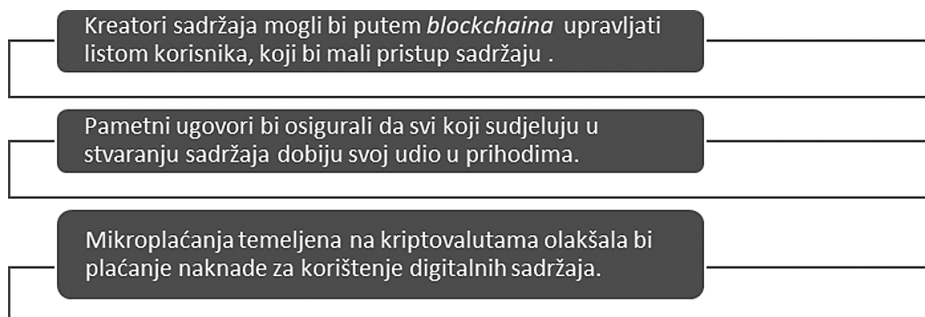 Kreatori sadržaja mogli bi putem blockchaina upravljati
listom korisnika, koji bi mali pristup sadržaju .
Pametni ugovori bi osigurali da svi koji sudjeluju u
stvaranju sadržaja dobiju svoj udio u prihodima.
Mikroplaćanja temeljena na kriptovalutama olakšala bi
plaćanje naknade za korištenje digitalnih sadržaja.